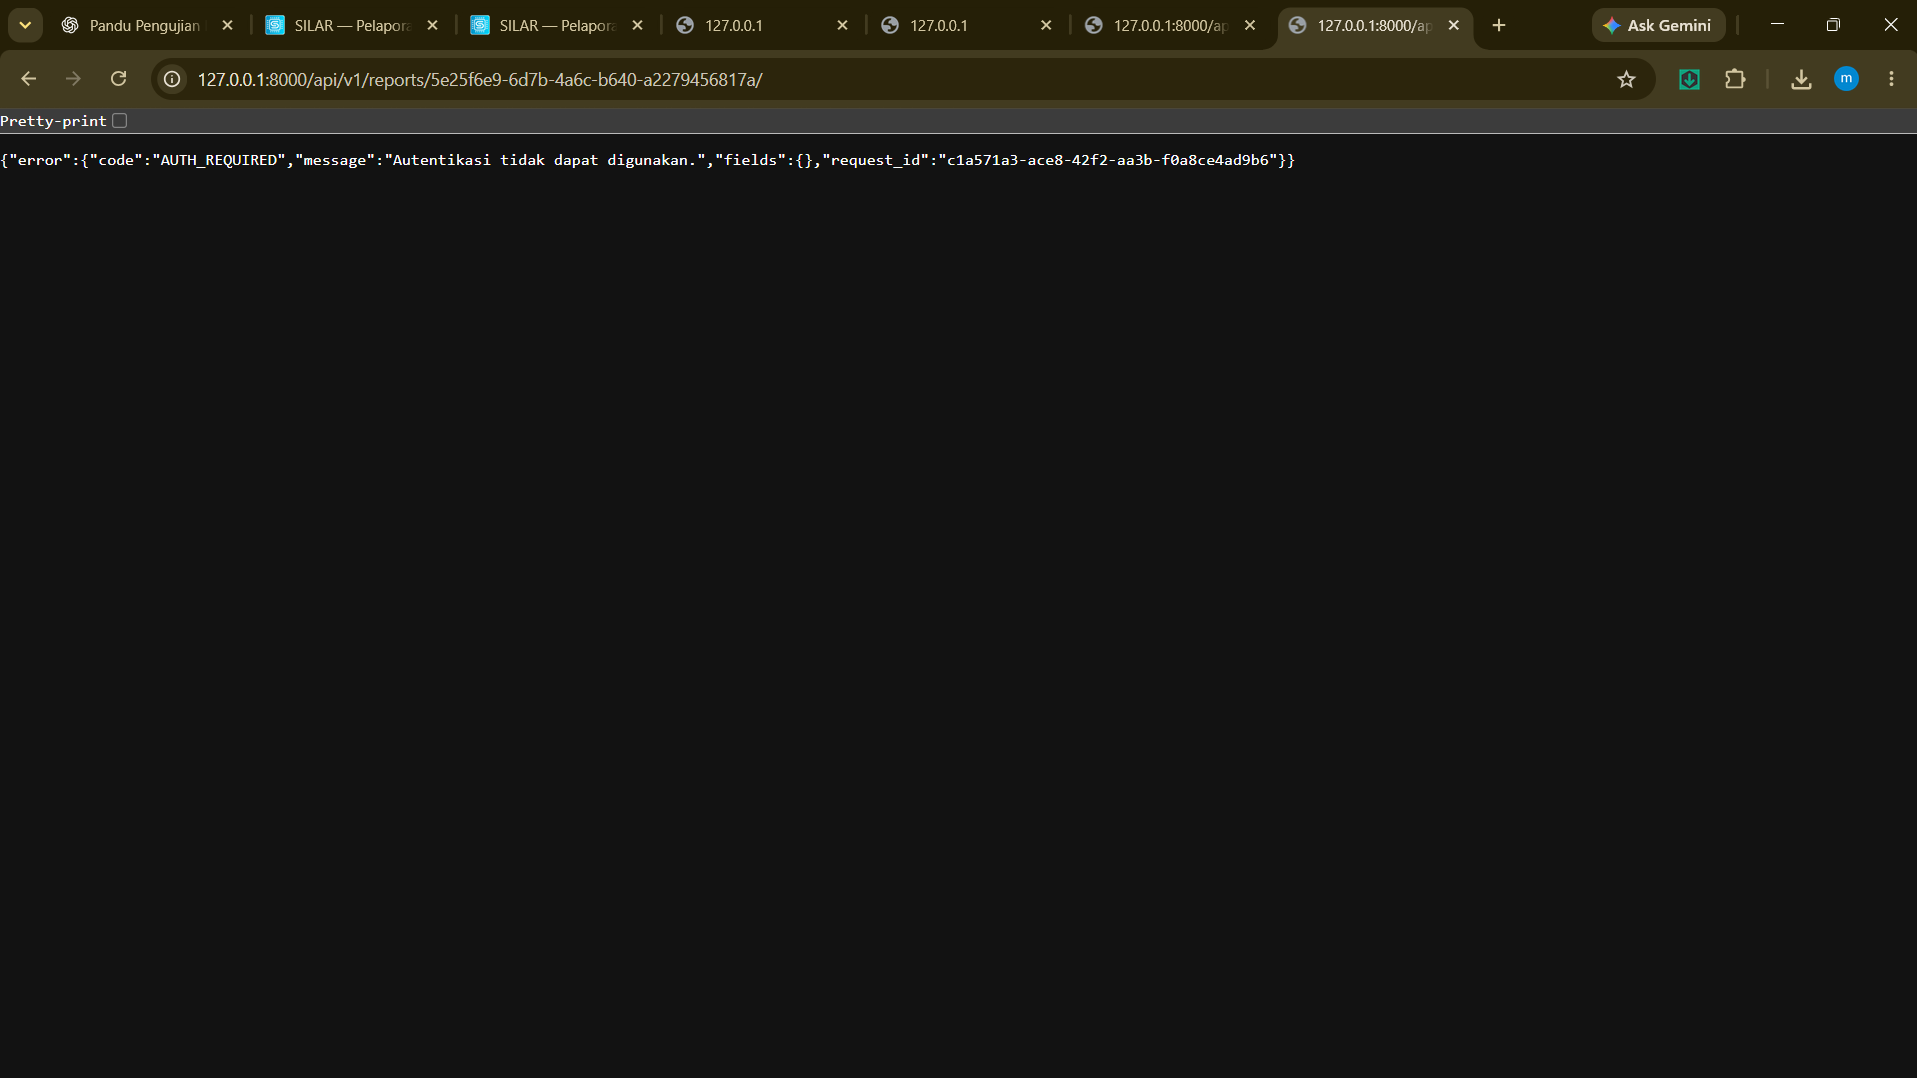 Pandu Pengujian
SILAR — Pelapora
SILAR — Pelapora
127.0.0.1
127.0.0.1
127.0.0.1:8000/ap
127.0.0.1:8000/ap
Ask Gemini
127.0.0.1:8000/api/v1/reports/5e25f6e9-6d7b-4a6c-b640-a2279456817a/
m
Pretty-print
{"error":{"code":"AUTH_REQUIRED","message":"Autentikasi tidak dapat digunakan.","fields":{},"request_id":"c1a571a3-ace8-42f2-aa3b-f0a8ce4ad9b6"}}